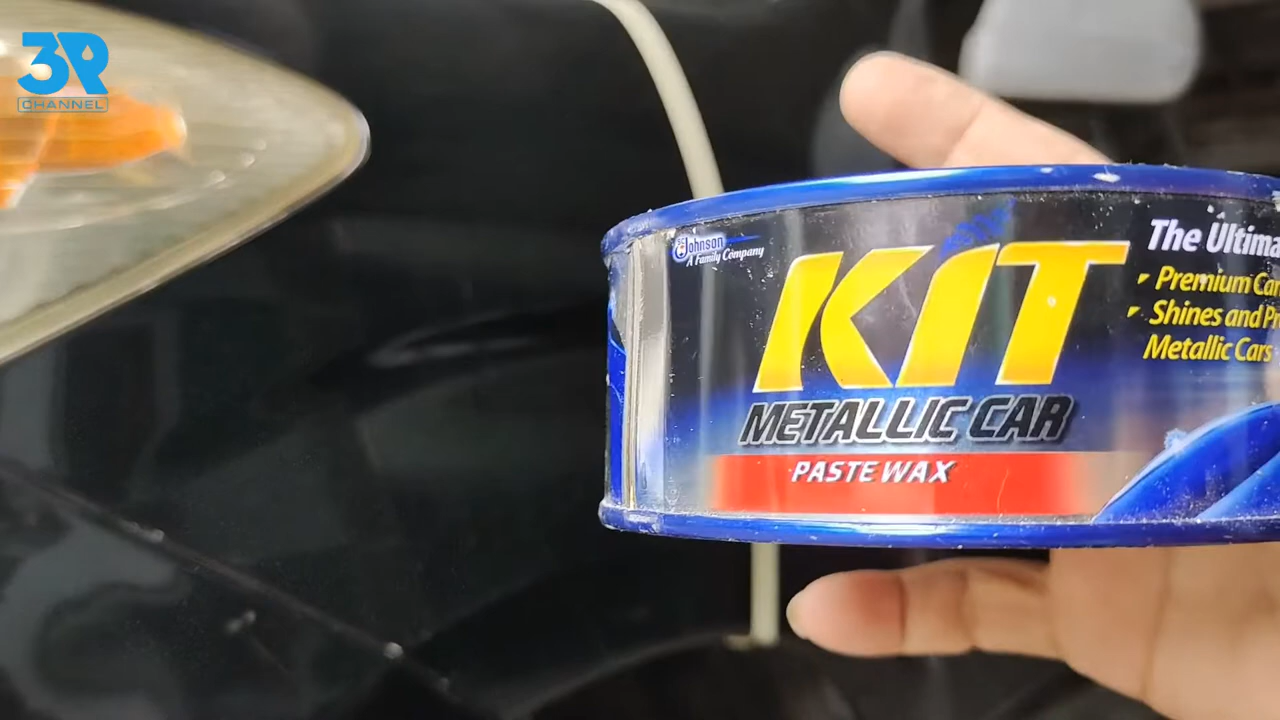 3R
CHANNEL
SC Johnson
A Family Company
KIT
METALLIC CAR
PASTE WAX
The Ultima
Premium Car
Shines and Pr
Metallic Cars